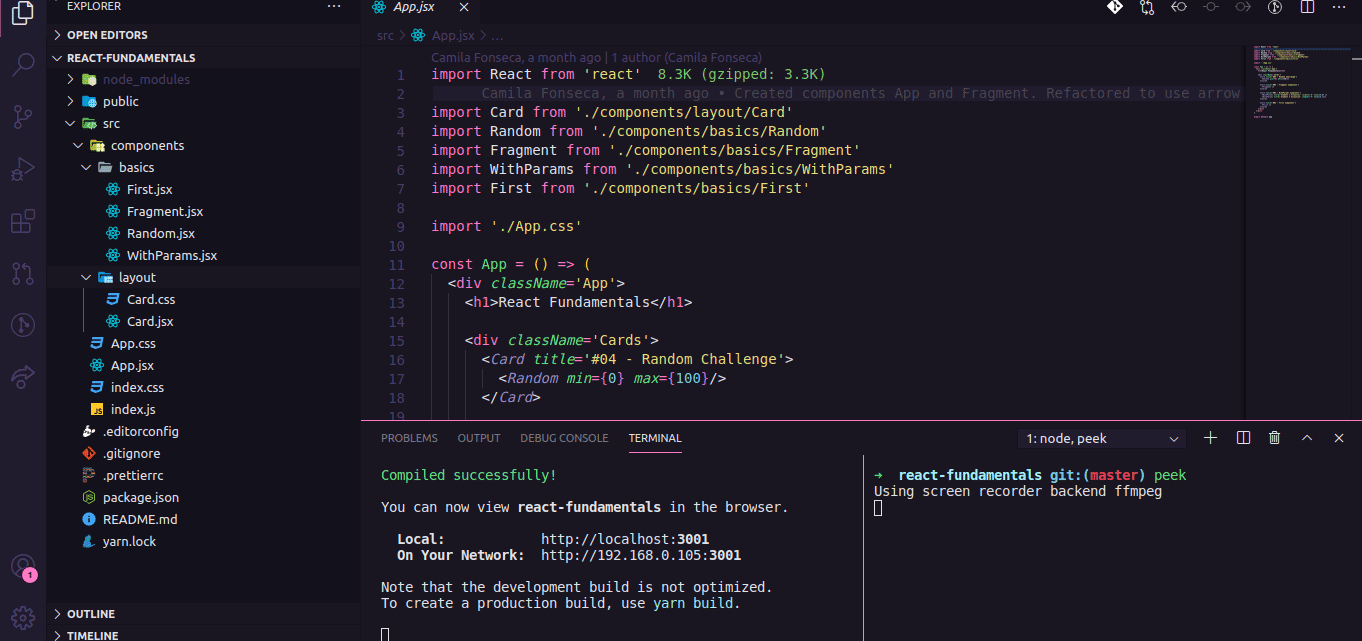 EXPLORER
OPEN EDITORS
REACT-FUNDAMENTALS
node_modules
public
src
components
basics
First.jsx
Fragment.jsx
Random.jsx
WithParams.jsx
layout
Card.css
Card.jsx
App.css
App.jsx
index.css
JS index.js
.editorconfig
.gitignore
.prettierrc
package.json
README.md
yarn.lock
1
OUTLINE
TIMELINE
App.jsx
src > App.jsx > ...
Camila Fonseca, a month ago | 1 author (Camila Fonseca)
1 import React from 'react' 8.3K (gzipped: 3.3K)
2 Camila Fonseca, a month ago • Created components App and Fragment. Refactored to use arrow
3 import Card from './components/layout/Card'
4 import Random from './components/basics/Random'
5 import Fragment from './components/basics/Fragment'
6 import WithParams from './components/basics/WithParams'
7 import First from './components/basics/First'
8
9 import './App.css'
10
11 const App = () => (
12 <div className='App'>
13 <h1>React Fundamentals</h1>
14
15 <div className='Cards'>
16 <Card title='#04 - Random Challenge'>
17 <Random min={0} max={100}/>
18 </Card>
19
PROBLEMS OUTPUT DEBUG CONSOLE TERMINAL 1: node, peek
Compiled successfully!
You can now view react-fundamentals in the browser.
Local: http://localhost:3001
On Your Network: http://192.168.0.105:3001
Note that the development build is not optimized.
To create a production build, use yarn build.
➜ react-fundamentals git:(master) peek
Using screen recorder backend ffmpeg